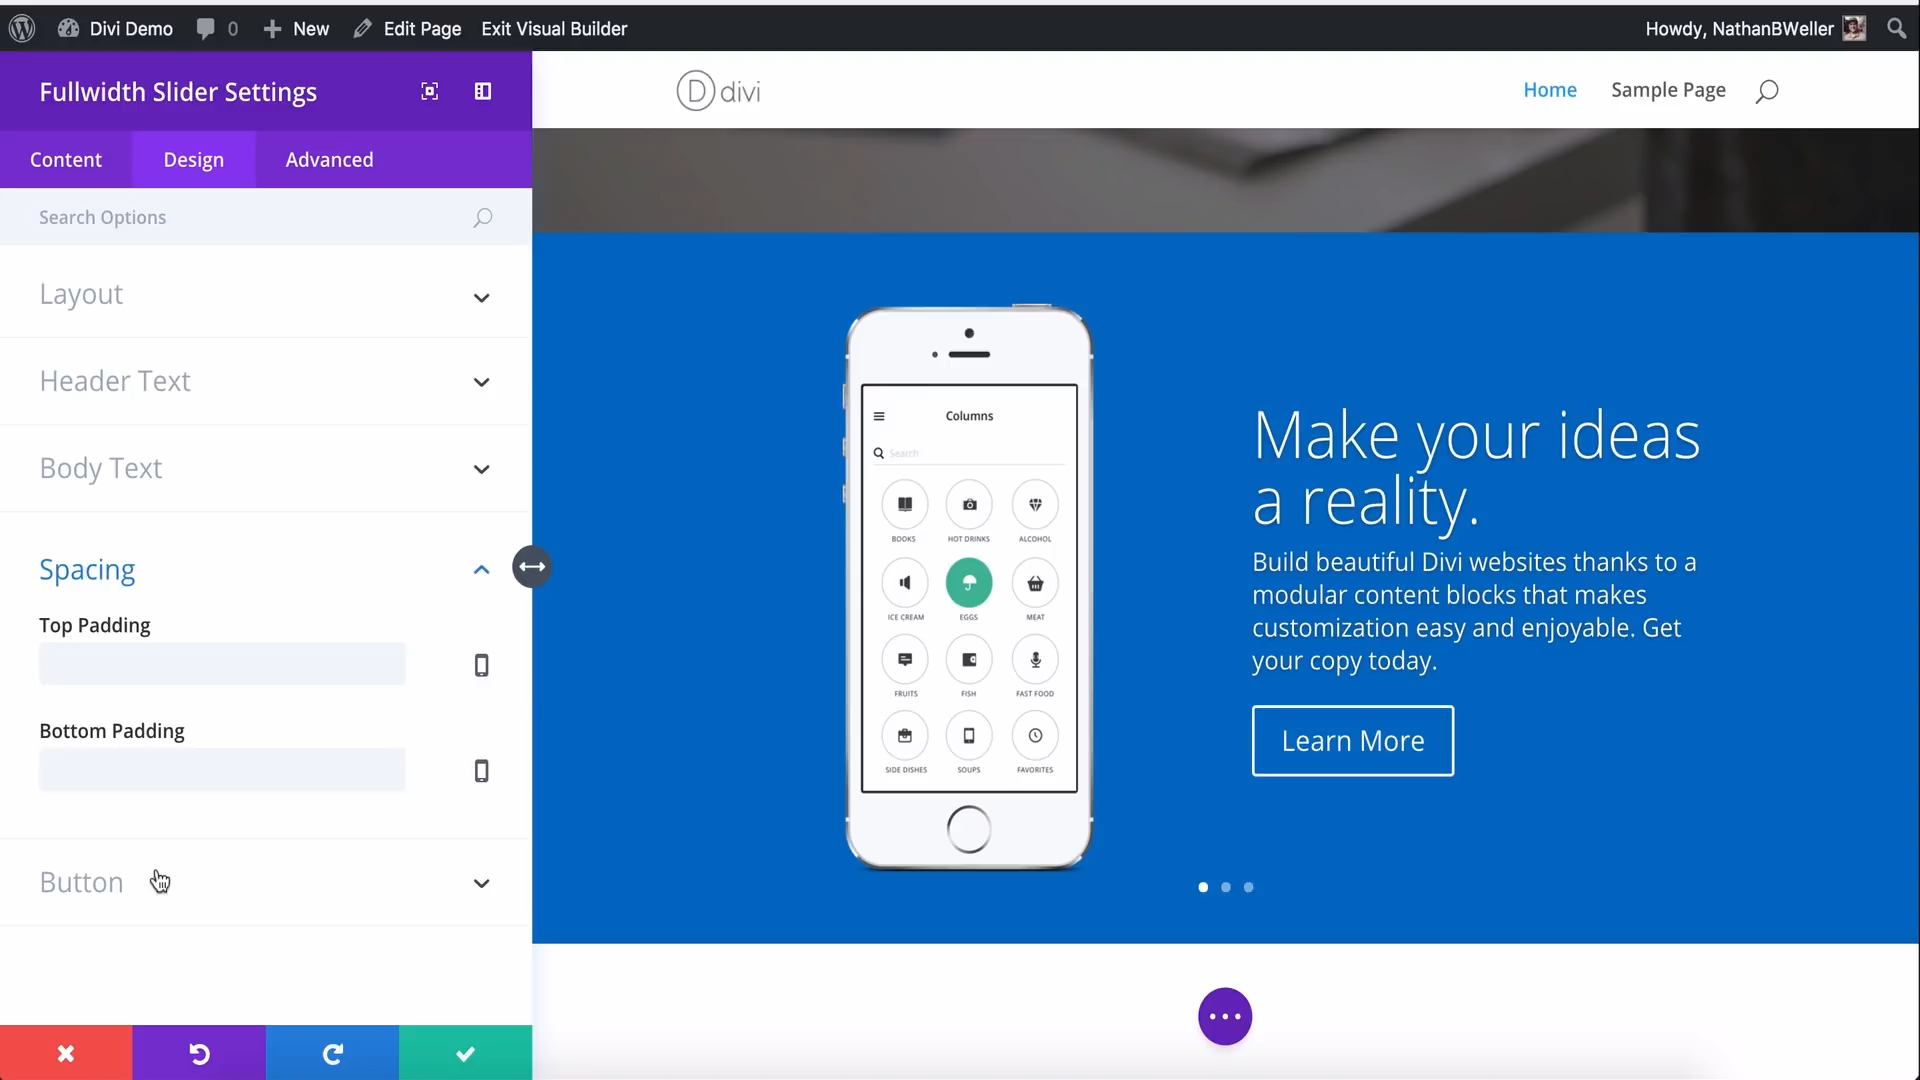 Divi Demo
0
New
Edit Page
Exit Visual Builder
Howdy, NathanBWeller
Fullwidth Slider Settings
Content
Design
Advanced
Search Options
Layout
Header Text
Body Text
Spacing
Top Padding
Bottom Padding
Button
D divi
Home
Sample Page
Columns
Search
BOOKS
HOT DRINKS
ALCOHOL
ICE CREAM
EGGS
MEAT
FRUITS
FISH
FAST FOOD
SIDE DISHES
SOUPS
FAVORITES
Make your ideas
a reality.
Build beautiful Divi websites thanks to a
modular content blocks that makes
customization easy and enjoyable. Get
your copy today.
Learn More